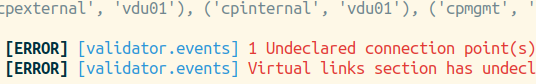 cpexternal', 'vdu01'), ('cpinternal', 'vdu01'), ('cpmgmt', '
[ERROR] [validator.events] 1 Undeclared connection point(s)
[ERROR] [validator.events] Virtual links section has undecl